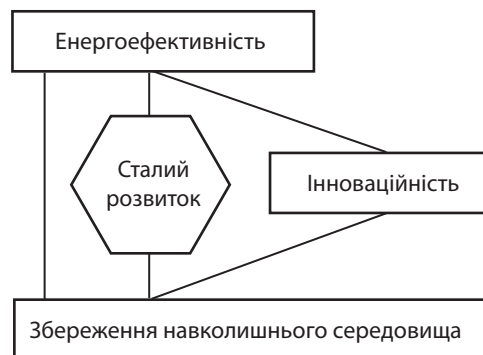 Енергоефективність
Сталий
розвиток
Інноваційність
Збереження навколишнього середовища